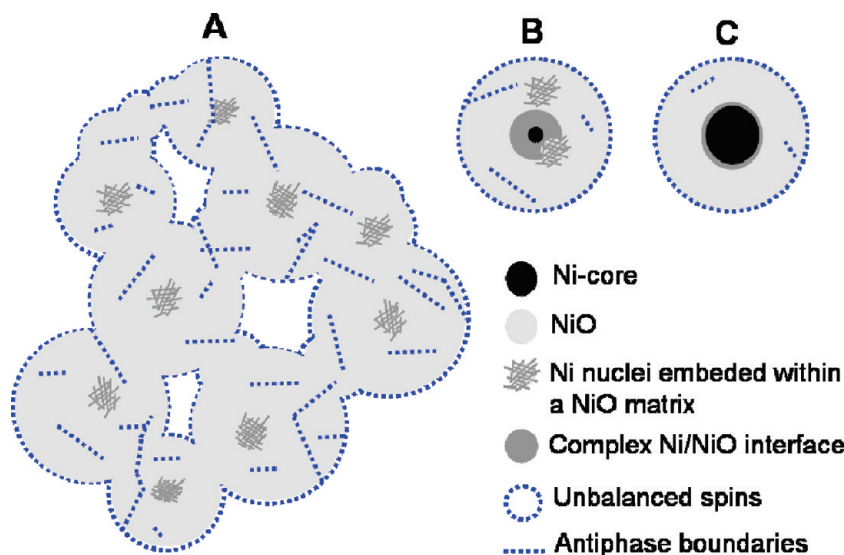 A
B
C
Ni-core
NiO
Ni nuclei embeded within
a NiO matrix
Complex Ni/NiO interface
Unbalanced spins
Antiphase boundaries